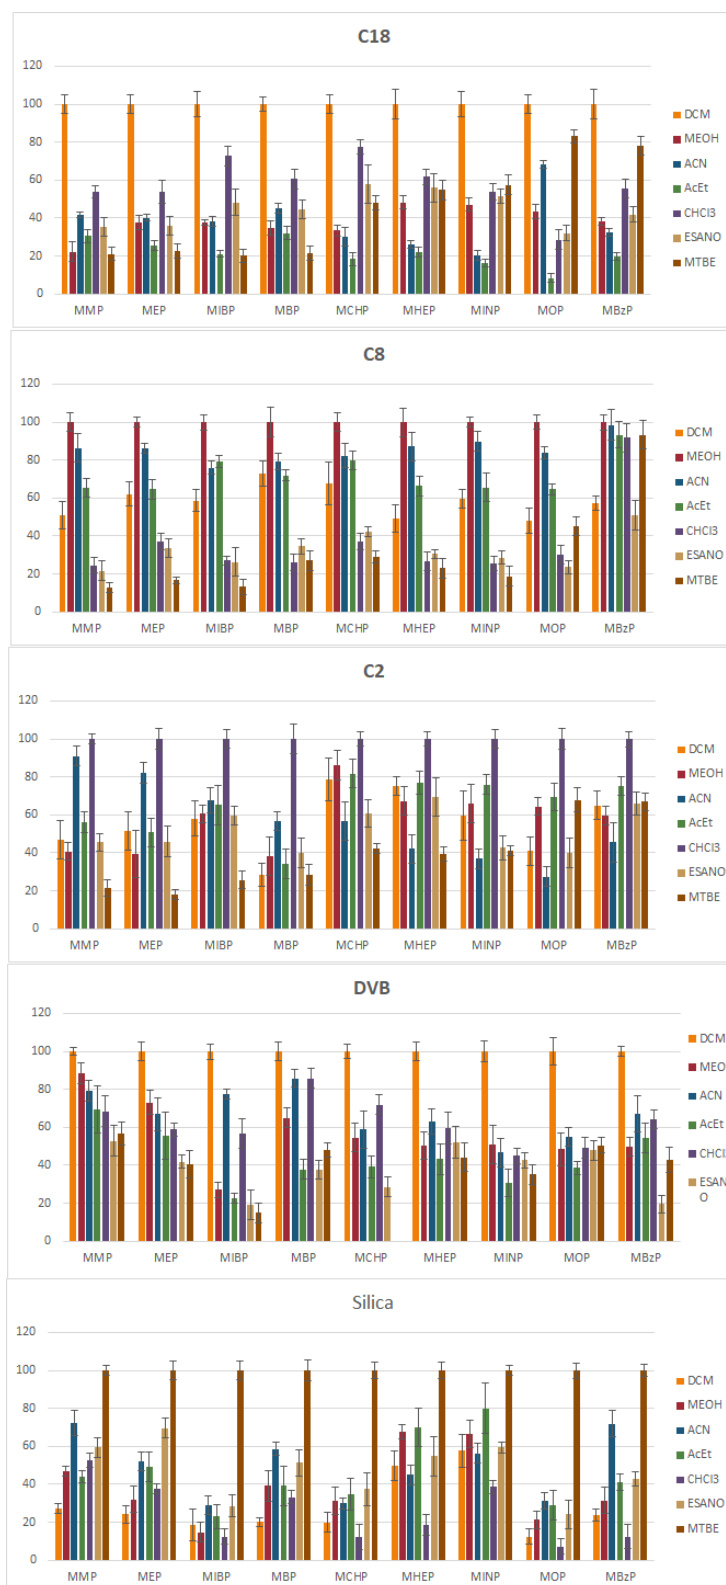 C18
120
100
80
60
40
20
0
MMP MEP MIBP MBP MCHP MHEP MINP MOP MBzP
DCM
MEOH
ACN
AcEt
CHCl3
ESANO
MTBE
C8
120
100
80
60
40
20
0
MMP MEP MIBP MBP MCHP MHEP MINP MOP MBzP
DCM
MEOH
ACN
AcEt
CHCl3
ESANO
MTBE
C2
120
100
80
60
40
20
0
MMP MEP MIBP MBP MCHP MHEP MINP MOP MBzP
DCM
MEOH
ACN
AcEt
CHCl3
ESANO
MTBE
DVB
120
100
80
60
40
20
0
MMP MEP MIBP MBP MCHP MHEP MINP MOP MBzP
DCM
MEO
ACN
AcEt
CHCl3
ESAN
O
Silica
120
100
80
60
40
20
0
MMP MEP MIBP MBP MCHP MHEP MINP MOP MBzP
DCM
MEOH
ACN
AcEt
CHCl3
ESANO
MTBE